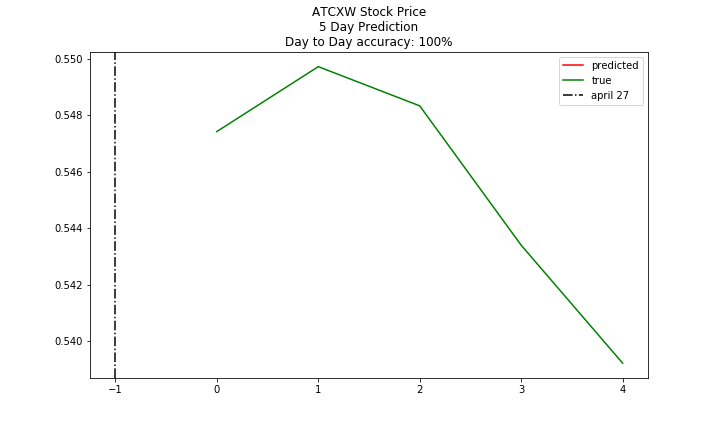 ATCXW Stock Price
5 Day Prediction
Day to Day accuracy: 100%
predicted
true
april 27
0.550
0.548
0.546
0.544
0.542
0.540
−1 0 1 2 3 4